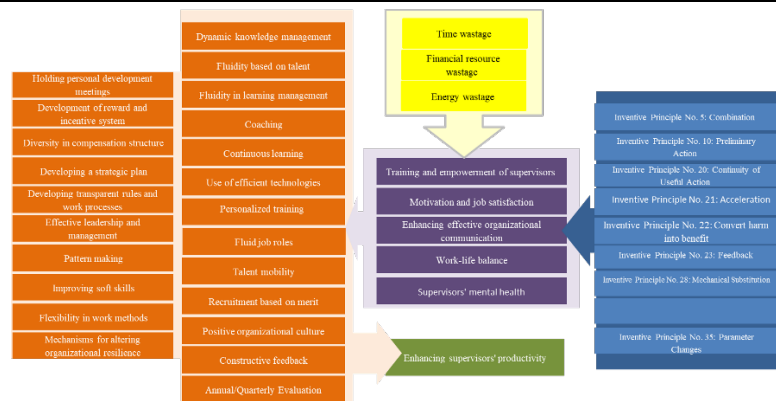 Holding personal development
meetings
Development of reward and
incentive system
Diversity in compensation structure
Developing a strategic plan
Developing transparent rules and
work processes
Effective leadership and
management
Pattern making
Improving soft skills
Flexibility in work methods
Mechanisms for altering
organizational resilience
Dynamic knowledge management
Fluidity based on talent
Fluidity in learning management
Coaching
Continuous learning
Use of efficient technologies
Personalized training
Fluid job roles
Talent mobility
Recruitment based on merit
Positive organizational culture
Constructive feedback
Annual/Quarterly Evaluation
Time wastage
Financial resource
wastage
Energy wastage
Training and empowerment of supervisors
Motivation and job satisfaction
Enhancing effective organizational
communication
Work-life balance
Supervisors' mental health
Enhancing supervisors' productivity
Inventive Principle No. 5: Combination
Inventive Principle No. 10: Preliminary
Action
Inventive Principle No. 20: Continuity of
Useful Action
Inventive Principle No. 21: Acceleration
Inventive Principle No. 22: Convert harm
into benefit
Inventive Principle No. 23: Feedback
Inventive Principle No. 28: Mechanical Substitution
Inventive Principle No. 35: Parameter
Changes